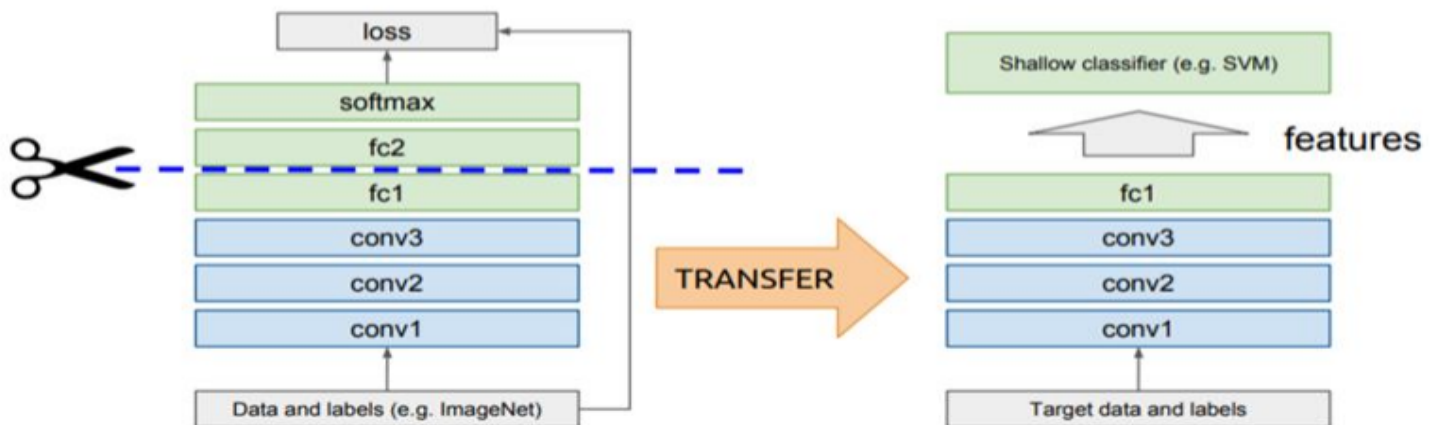 loss
softmax
fc2
fc1
conv3
conv2
conv1
Data and labels (e.g. ImageNet)
TRANSFER
Shallow classifier (e.g. SVM)
features
fc1
conv3
conv2
conv1
Target data and labels